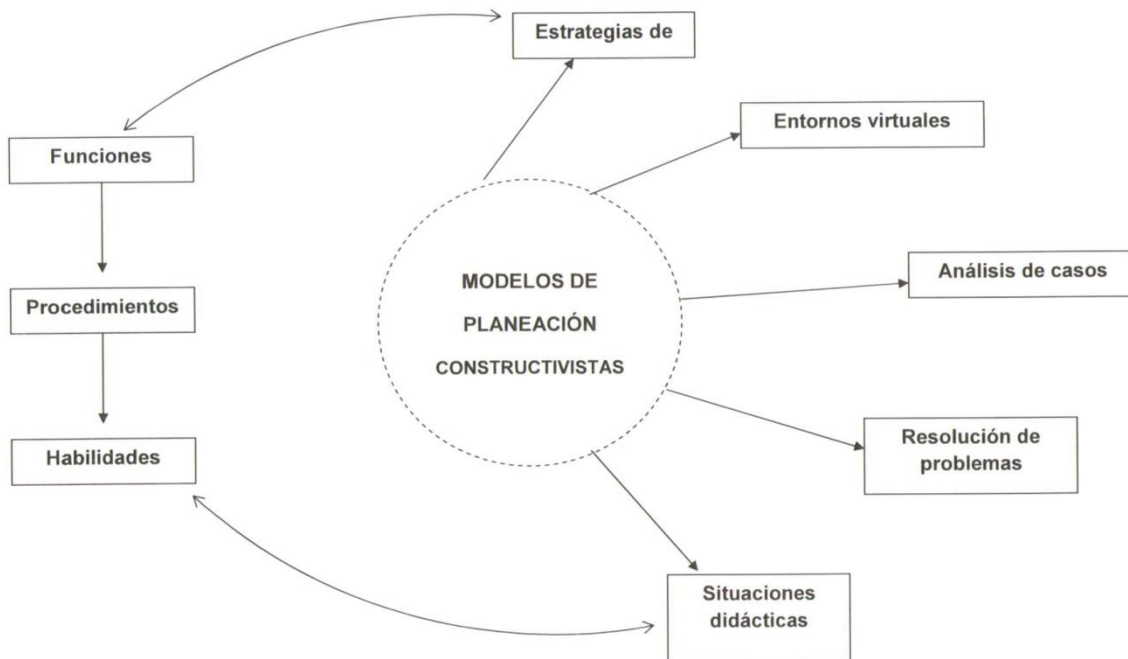 Estrategias de
Entornos virtuales
Funciones
Análisis de casos
MODELOS DE
PLANEACIÓN
CONSTRUCTIVISTAS
Procedimientos
Resolución de
problemas
Habilidades
Situaciones
didácticas